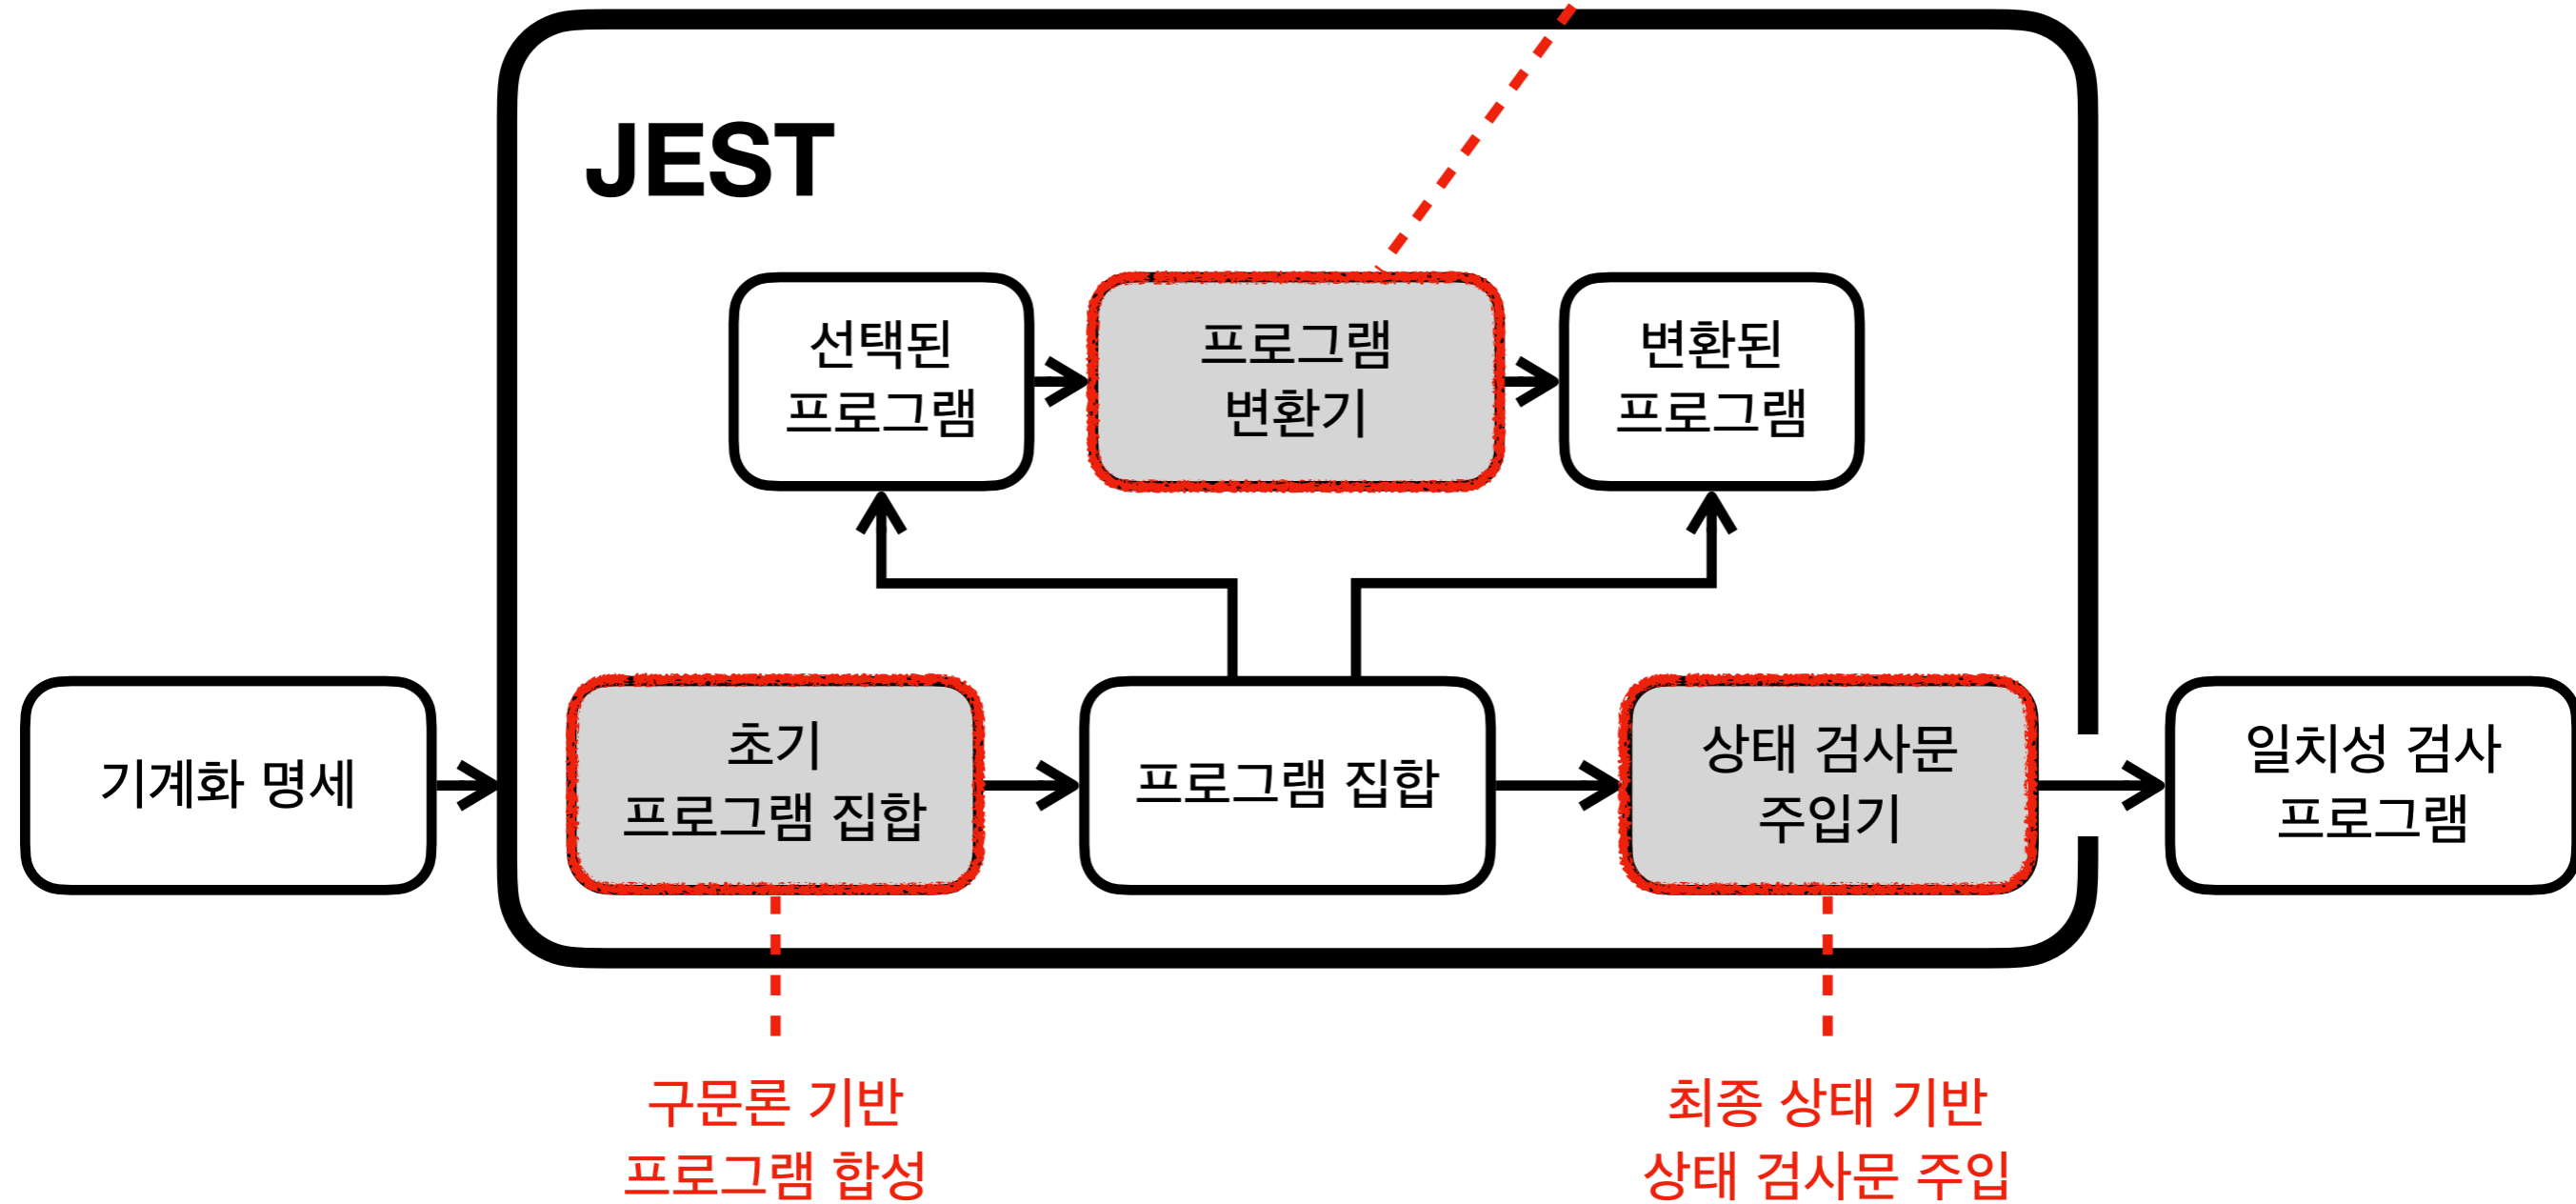 JEST
선택된
프로그램
프로그램
변환기
변환된
프로그램
기계화 명세
초기
프로그램 집합
프로그램 집합
상태 검사문
주입기
일치성 검사
프로그램
구문론 기반
프로그램 합성
최종 상태 기반
상태 검사문 주입